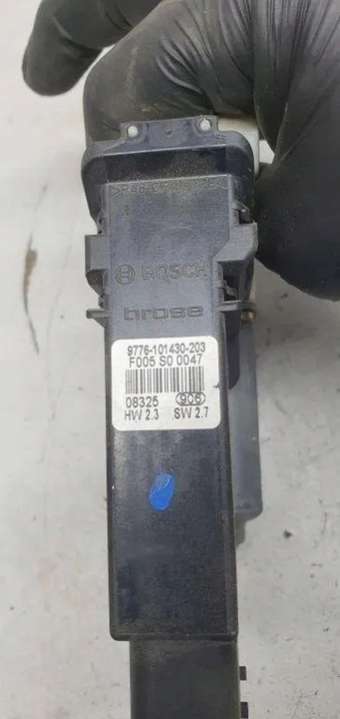 BOSCH
brose
9776-101430-203
F005 S0 0047
08325 906
HW 2.3 SW 2.7